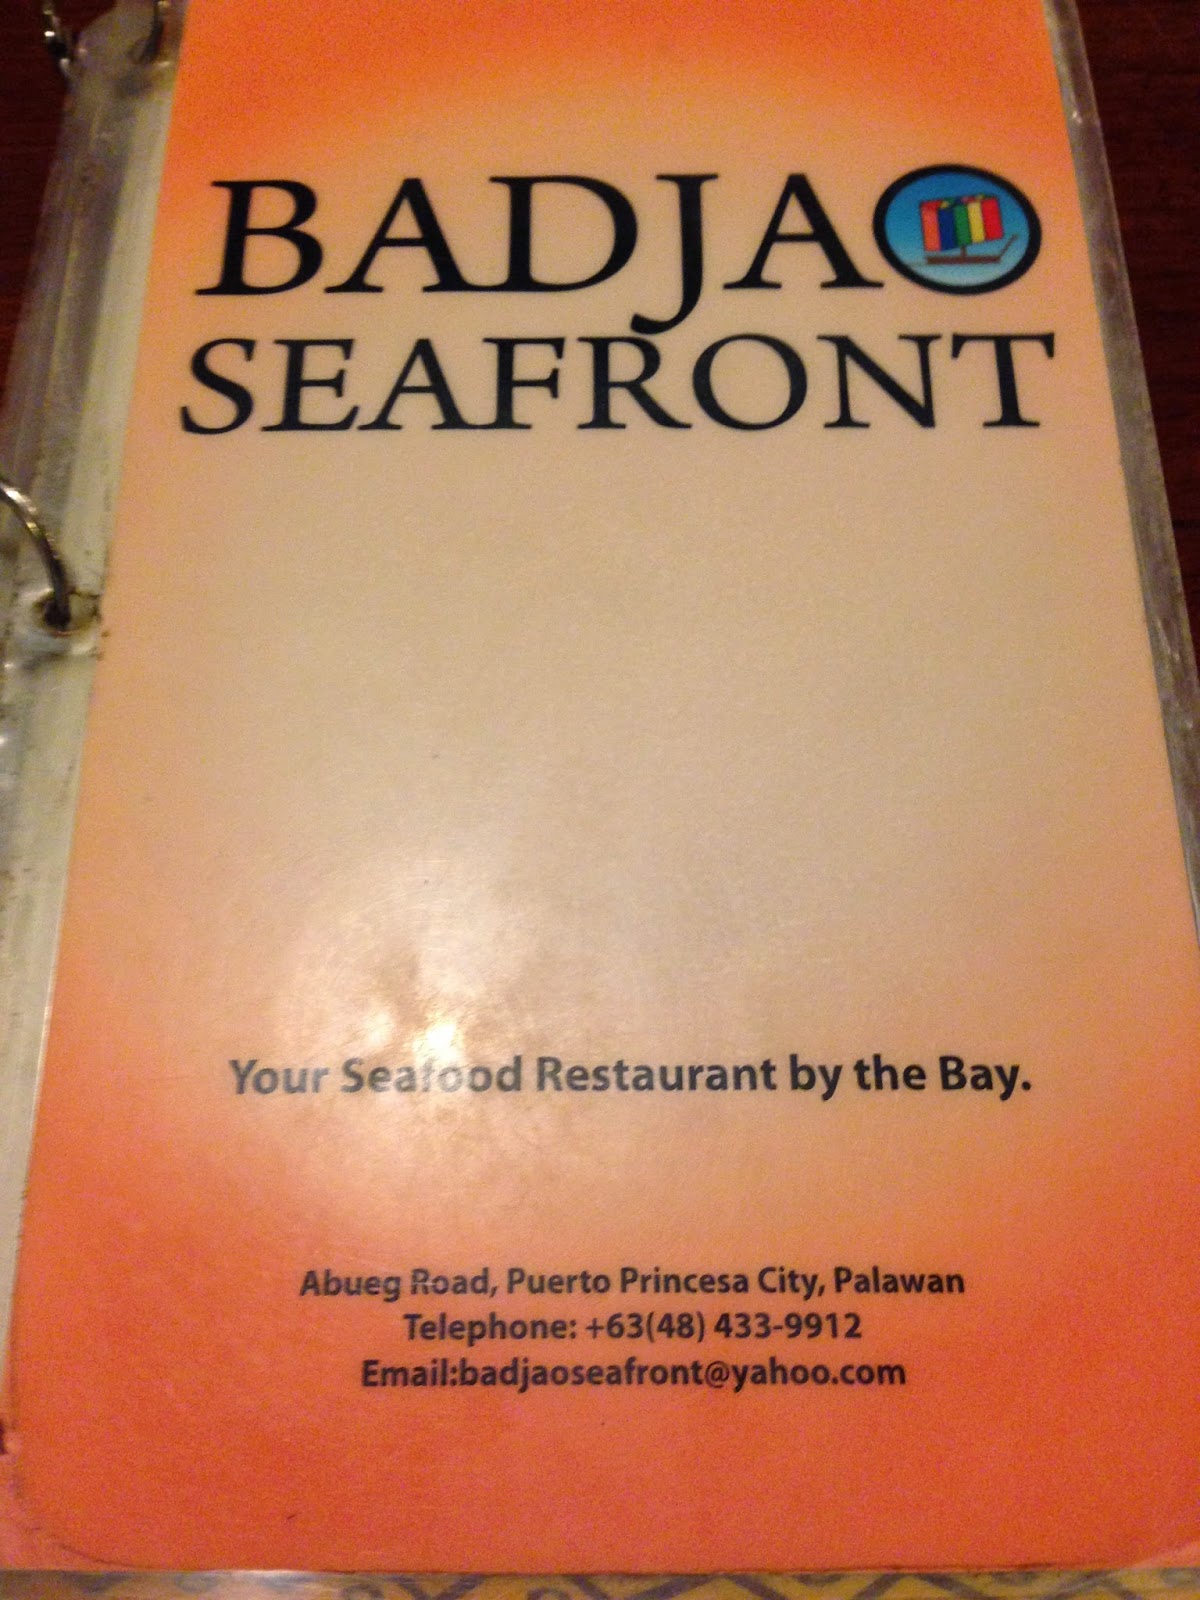 BADJAO
SEAFRONT
Your Seafood Restaurant by the Bay.
Abueg Road, Puerto Princesa City, Palawan
Telephone: +63(48) 433-9912
Email:badjaoseafront@yahoo.com